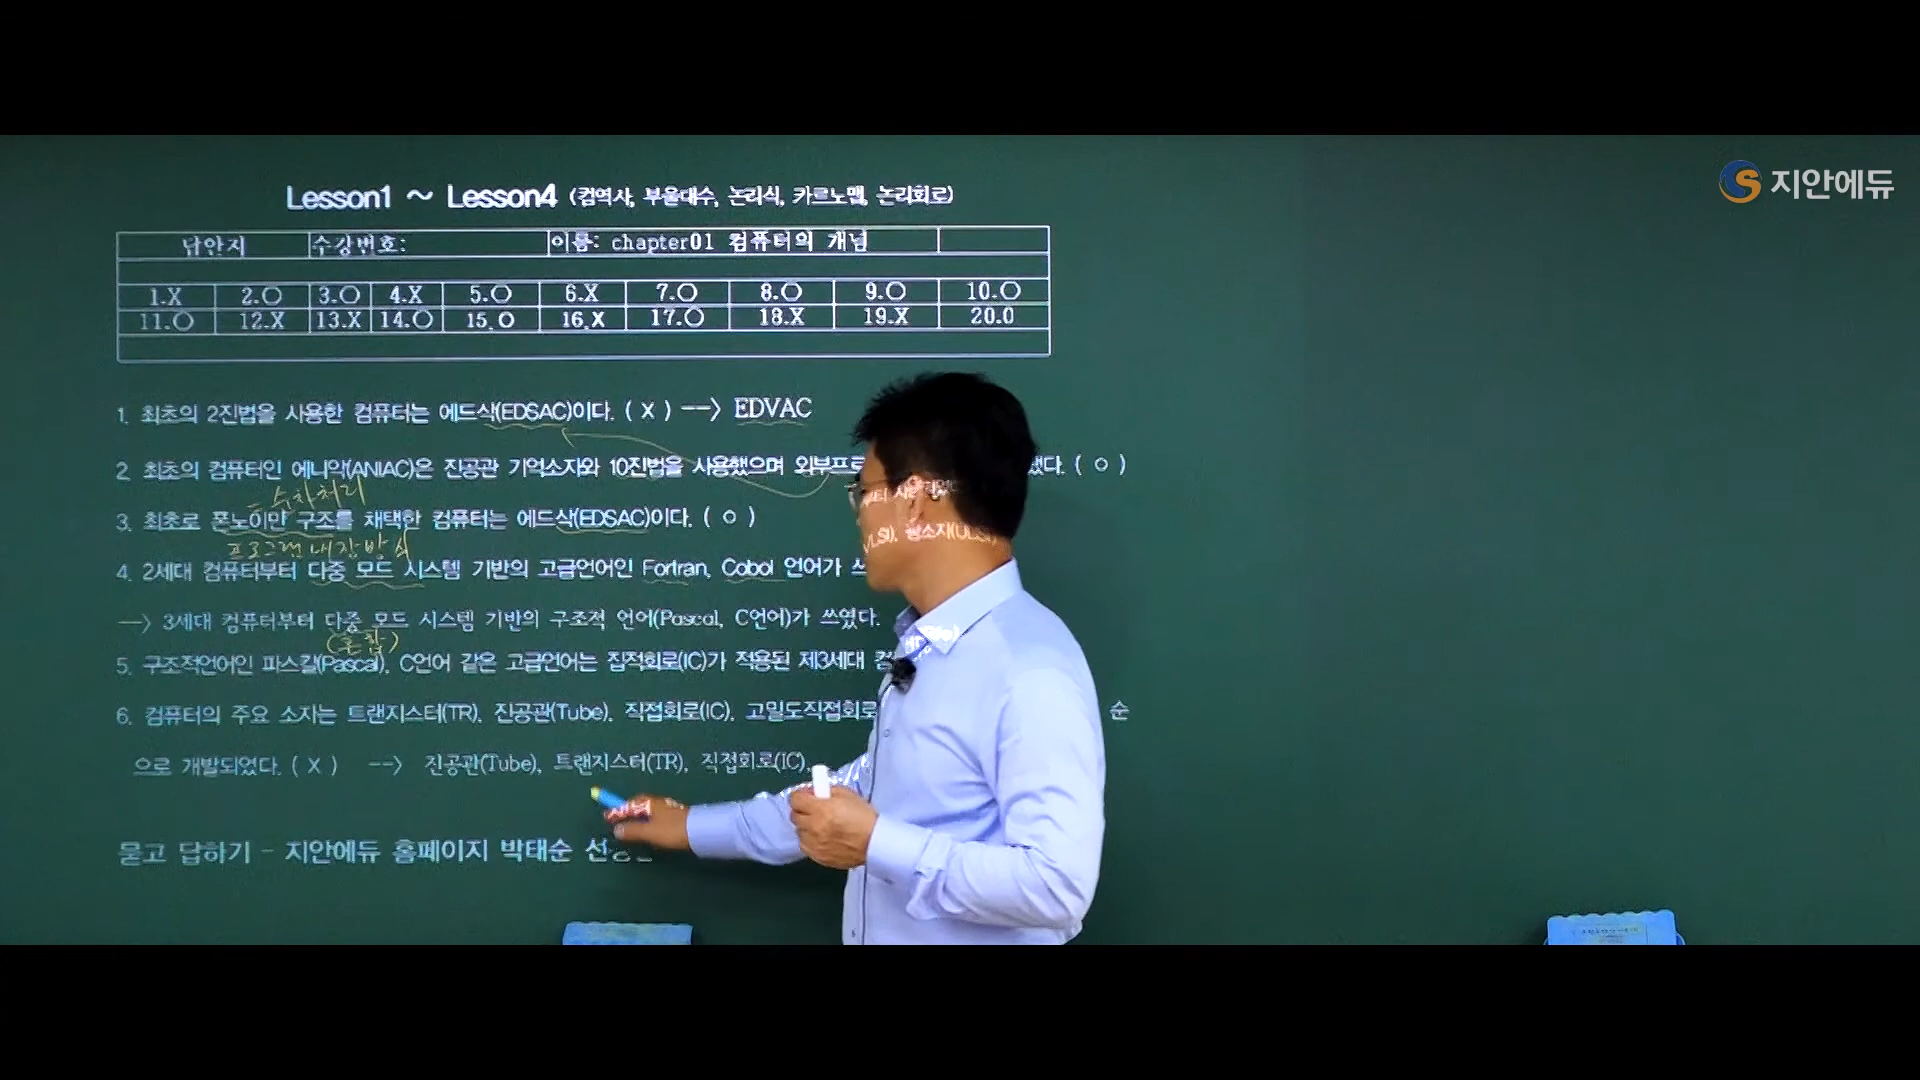 지안에듀
Lesson1 ~ Lesson4 (컴역사, 부울대수, 논리식, 카르노맵, 논리회로)
답안지 수강번호: 이름: chapter01 컴퓨터의 개념
1.X 2.O 3.O 4.X 5.O 6.X 7.O 8.O 9.O 10.O
11.O 12.X 13.X 14.O 15.O 16.X 17.O 18.X 19.X 20.0
1. 최초의 2진법을 사용한 컴퓨터는 에드삭(EDSAC)이다. ( X ) --> EDVAC
2. 최초의 컴퓨터인 에니악(ANIAC)은 진공관 기억소자와 10진법을 사용했으며 외부프로 했다. ( ㅇ )
= 순차처리
3. 최초로 폰노이만 구조를 채택한 컴퓨터는 에드삭(EDSAC)이다. ( ㅇ )
프로그램 내장 방식
4. 2세대 컴퓨터부터 다중 모드 시스템 기반의 고급언어인 Fortran, Cobol 언어가 쓰
--> 3세대 컴퓨터부터 다중 모드 시스템 기반의 구조적 언어(Pascal, C언어)가 쓰였다.
(혼합)
5. 구조적언어인 파스칼(Pascal), C언어 같은 고급언어는 집적회로(IC)가 적용된 제3세대 컴
6. 컴퓨터의 주요 소자는 트랜지스터(TR), 진공관(Tube), 직접회로(IC), 고밀도직접회로 순
으로 개발되었다. ( X ) --> 진공관(Tube), 트랜지스터(TR), 직접회로(IC),
묻고 답하기 - 지안에듀 홈페이지 박태순 선생님